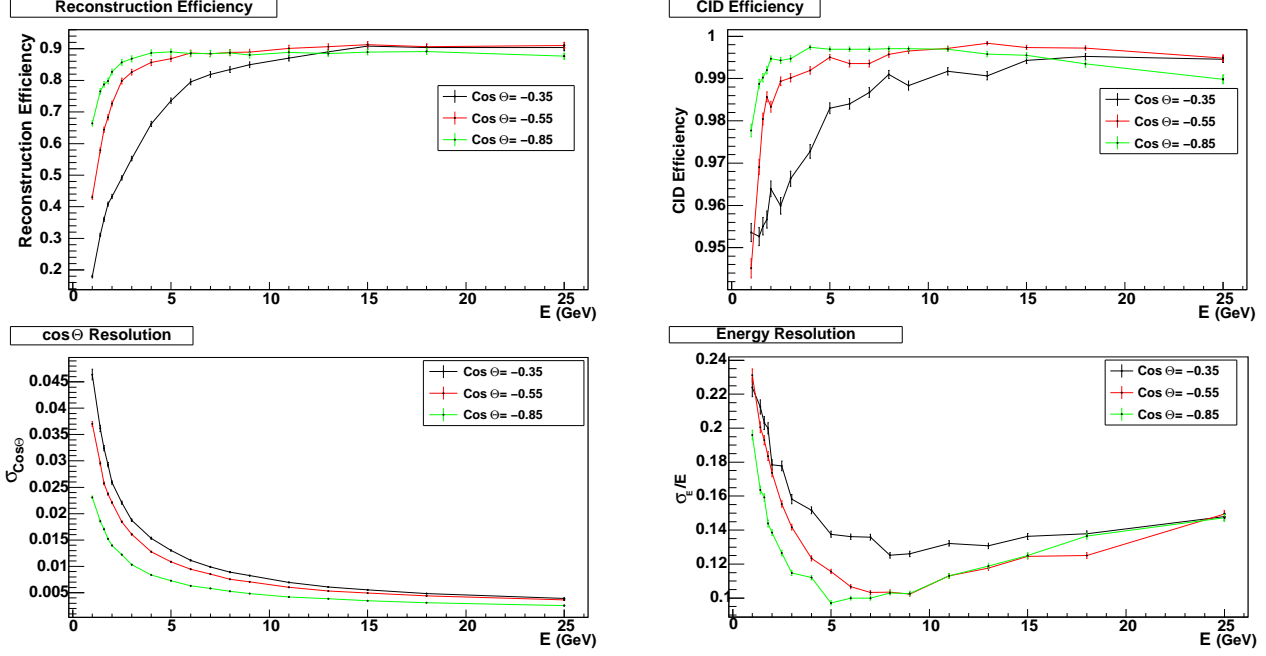 Reconstruction Efficiency
Reconstruction Efficiency
0.9
0.8
0.7
0.6
0.5
0.4
0.3
0.2
Cos Θ= −0.35
Cos Θ= −0.55
Cos Θ= −0.85
0 5 10 15 20 25
E (GeV)
CID Efficiency
CID Efficiency
1
0.99
0.98
0.97
0.96
0.95
Cos Θ= −0.35
Cos Θ= −0.55
Cos Θ= −0.85
0 5 10 15 20 25
E (GeV)
cosΘ Resolution
σCosΘ
0.045
0.04
0.035
0.03
0.025
0.02
0.015
0.01
0.005
Cos Θ= −0.35
Cos Θ= −0.55
Cos Θ= −0.85
0 5 10 15 20 25
E (GeV)
Energy Resolution
σE/E
0.24
0.22
0.2
0.18
0.16
0.14
0.12
0.1
Cos Θ= −0.35
Cos Θ= −0.55
Cos Θ= −0.85
0 5 10 15 20 25
E (GeV)